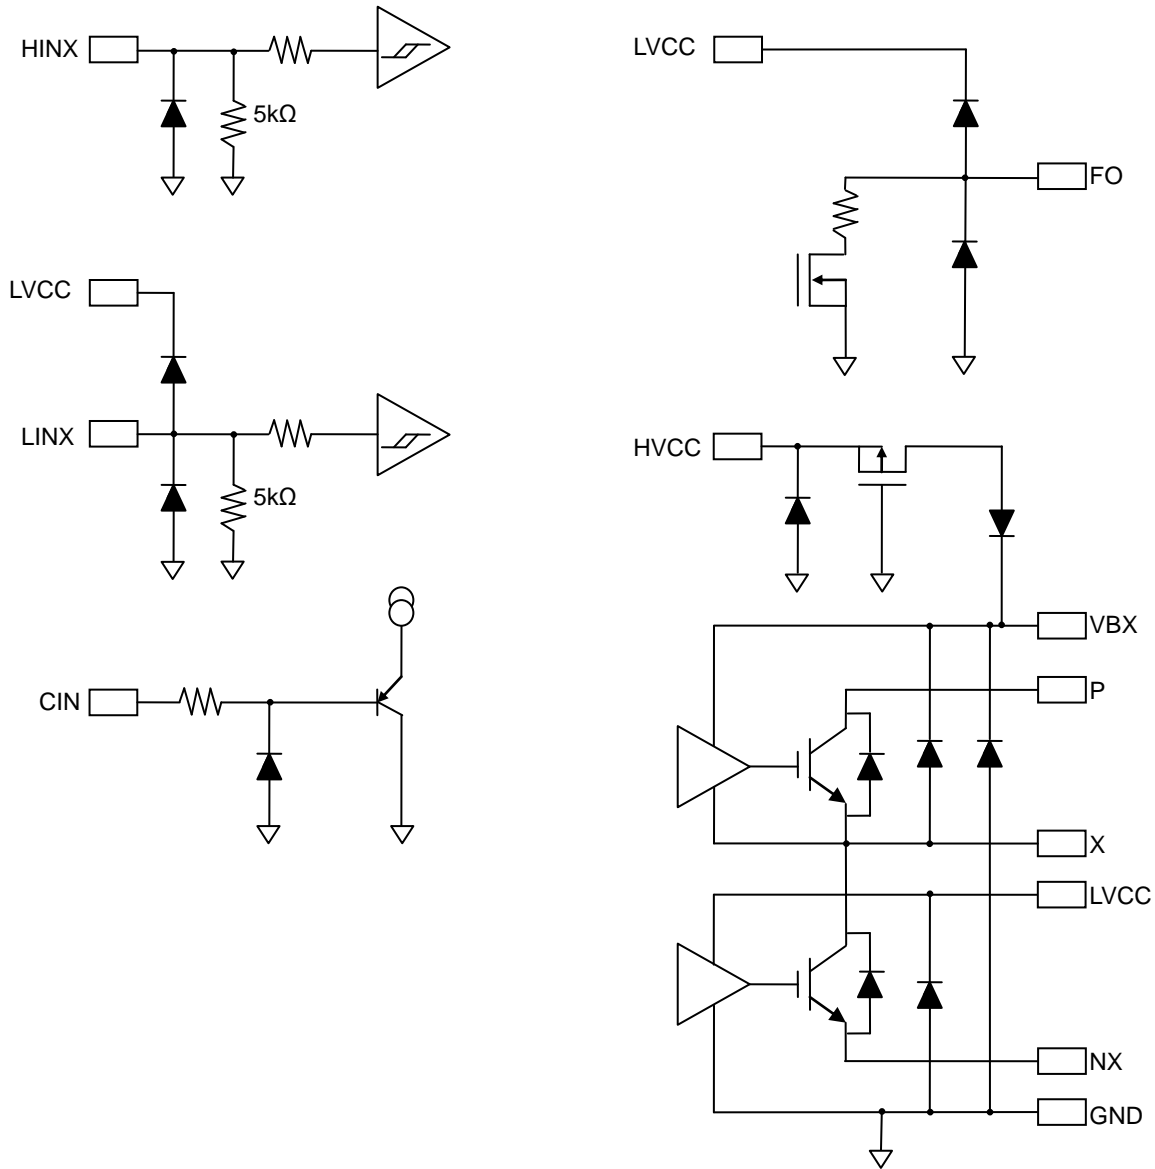 HINX
5kΩ
LVCC
LINX
5kΩ
CIN
LVCC
FO
HVCC
VBX
P
X
LVCC
NX
GND